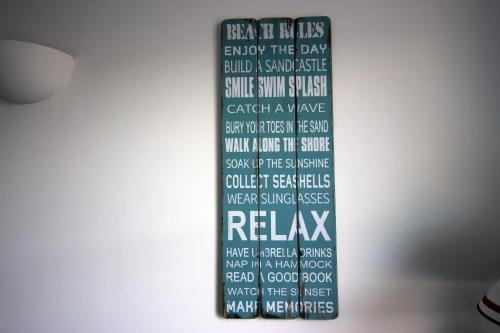 BEACH RULES
ENJOY THE DAY
BUILD A SANDCASTLE
SMILE SWIM SPLASH
CATCH A WAVE
BURY YOUR TOES IN THE SAND
WALK ALONG THE SHORE
SOAK UP THE SUNSHINE
COLLECT SEASHELLS
WEAR SUNGLASSES
RELAX
HAVE UMBRELLA DRINKS
NAP IN A HAMMOCK
READ A GOOD BOOK
WATCH THE SUNSET
MAKE MEMORIES